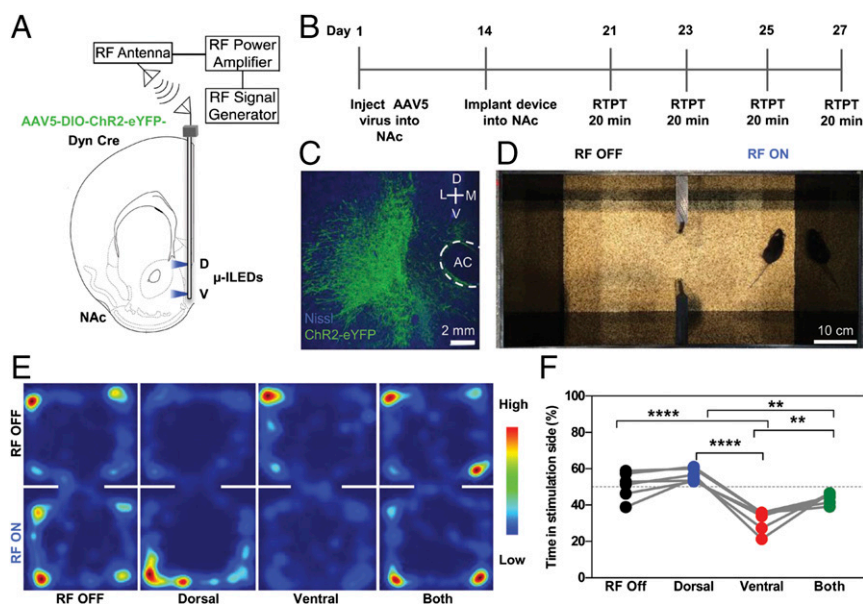 A
RF Antenna
RF Power
Amplifier
RF Signal
Generator
AAV5-DIO-ChR2-eYFP-
Dyn Cre
D
μ-ILEDs
V
NAc
B
Day 1 14 21 23 25 27
Inject AAV5 Implant device RTPT RTPT RTPT RTPT
virus into into NAc 20 min 20 min 20 min 20 min
NAc
C
D
L M
V
AC
Nissl
ChR2-eYFP
2 mm
D
RF OFF RF ON
10 cm
E
RF OFF
RF ON
RF OFF Dorsal Ventral Both
High
Low
F
Time in stimulation side (%)
100
80
60
40
20
0
**** **
**
****
RF Off Dorsal Ventral Both